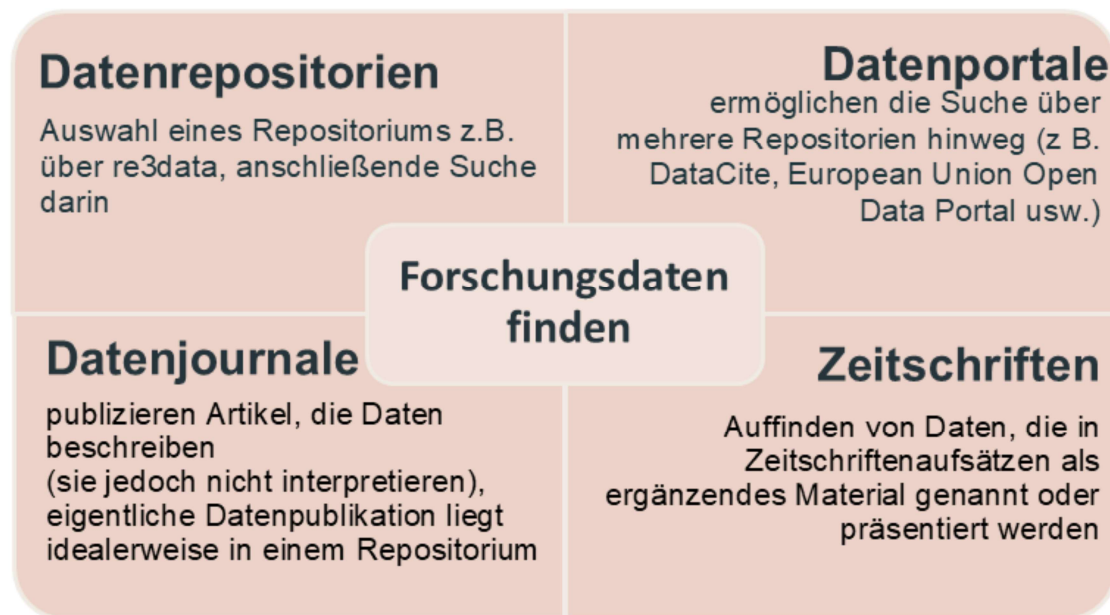 Datenrepositorien
Auswahl eines Repositoriums z.B.
über re3data, anschließende Suche
darin
Datenportale
ermöglichen die Suche über
mehrere Repositorien hinweg (z B.
DataCite, European Union Open
Data Portal usw.)
Forschungsdaten
finden
Datenjournale
publizieren Artikel, die Daten
beschreiben
(sie jedoch nicht interpretieren),
eigentliche Datenpublikation liegt
idealerweise in einem Repositorium
Zeitschriften
Auffinden von Daten, die in
Zeitschriftenaufsätzen als
ergänzendes Material genannt oder
präsentiert werden